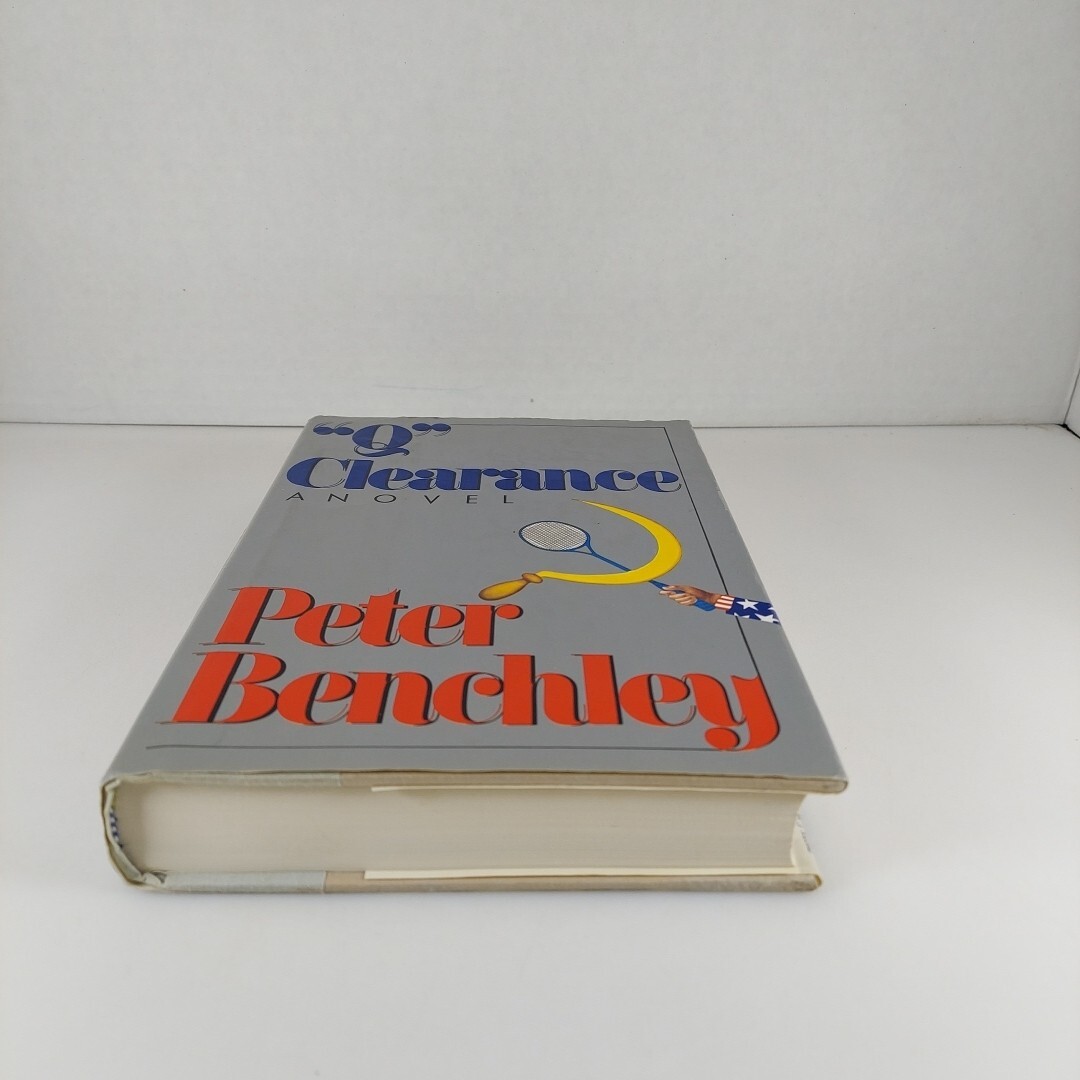 “Q”
Clearance
A NOVEL
Peter
Benchley